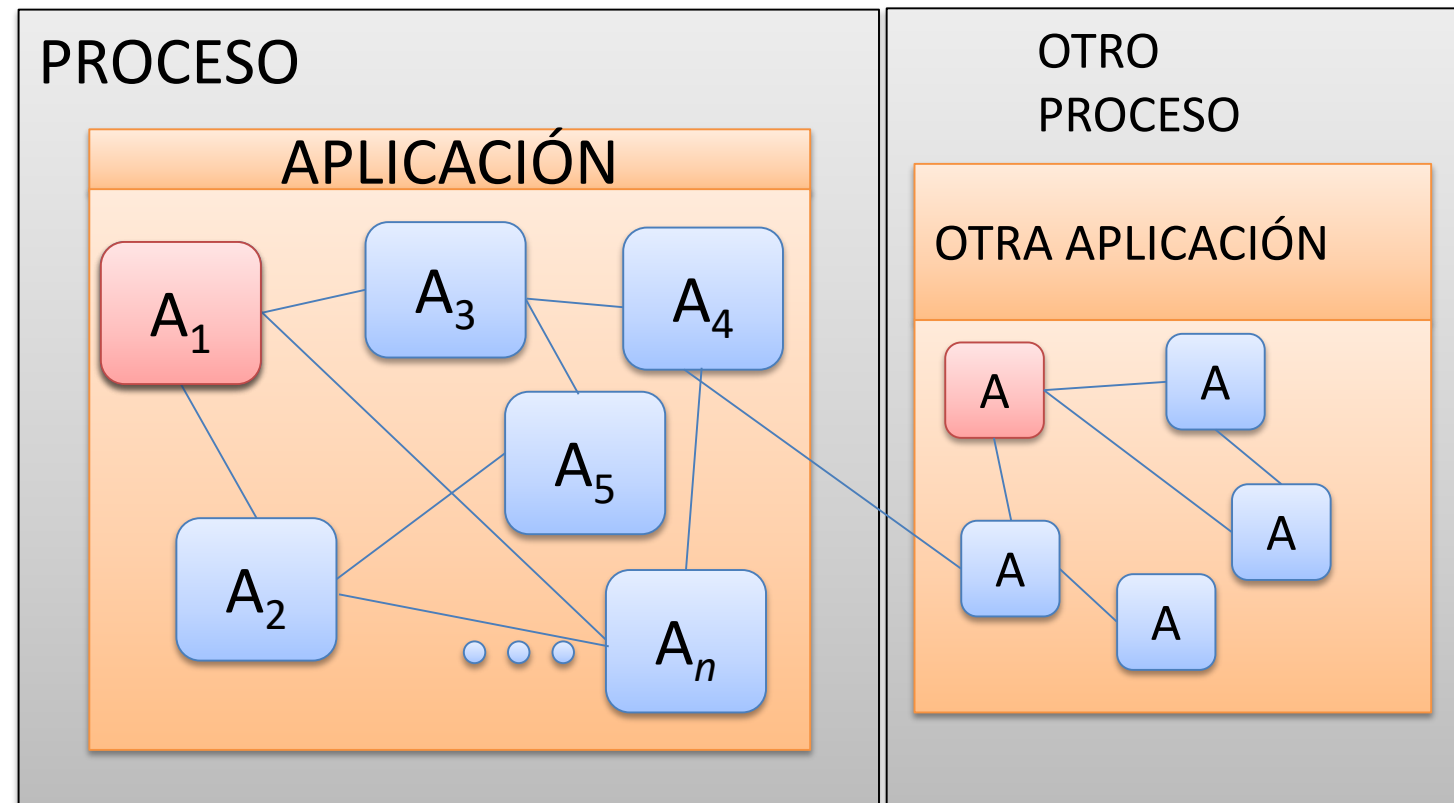 PROCESO
APLICACIÓN
A₁
A₃
A₄
A₅
A₂
Aₙ
OTRO
PROCESO
OTRA APLICACIÓN
A
A
A
A
A